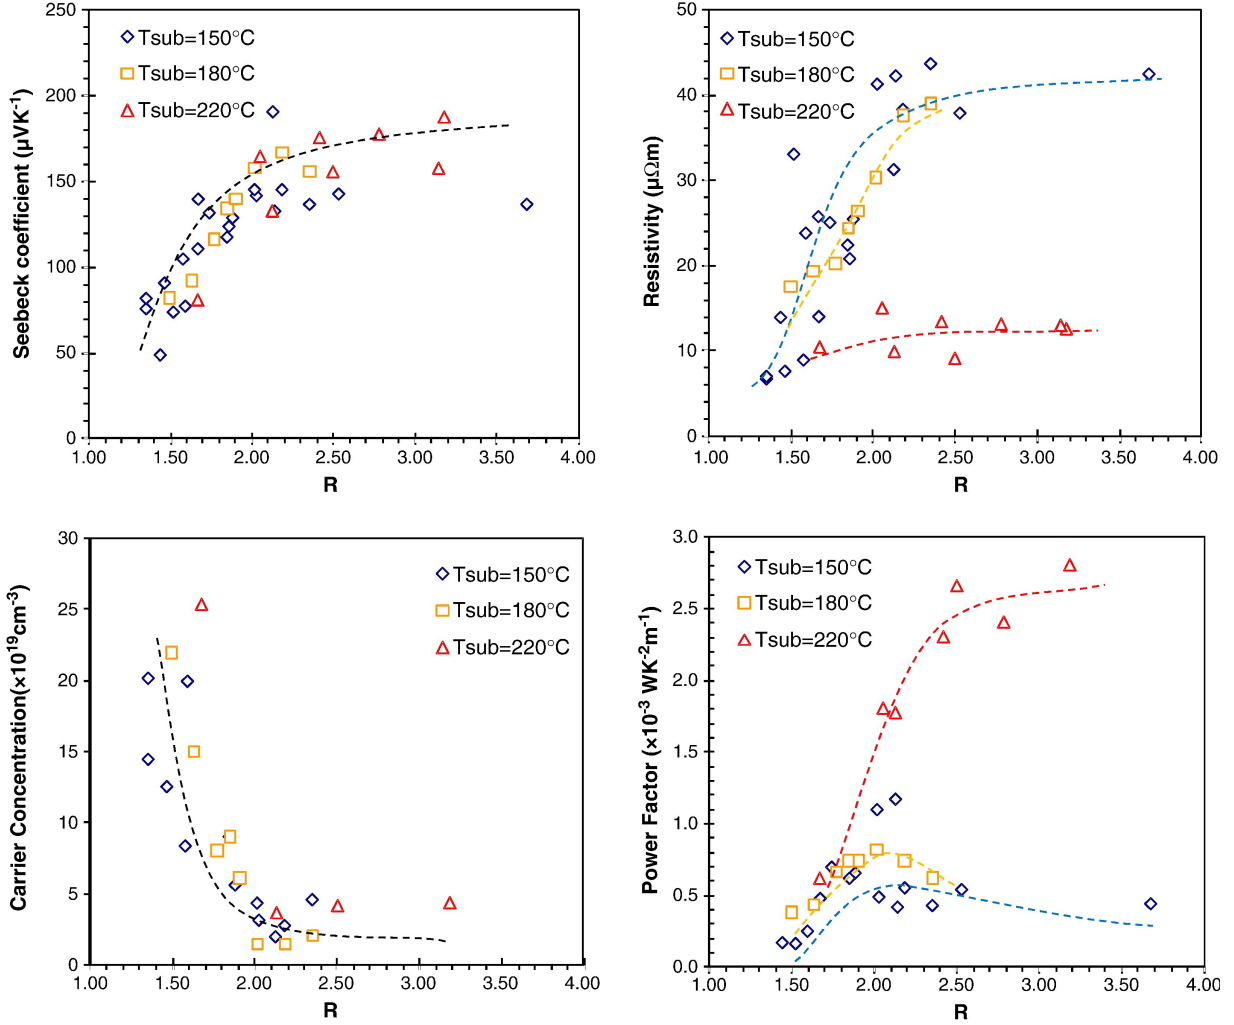 250
200
150
100
50
0
Seebeck coefficient (µVK⁻¹)
Tsub=150°C
Tsub=180°C
Tsub=220°C
1.00 1.50 2.00 2.50 3.00 3.50 4.00
R
50
40
30
20
10
0
Resistivity (µΩm)
Tsub=150°C
Tsub=180°C
Tsub=220°C
1.00 1.50 2.00 2.50 3.00 3.50 4.00
R
30
25
20
15
10
5
0
Carrier Concentration(×10¹⁹cm⁻³)
Tsub=150°C
Tsub=180°C
Tsub=220°C
1.00 1.50 2.00 2.50 3.00 3.50 4.00
R
3.0
2.5
2.0
1.5
1.0
0.5
0.0
Power Factor (×10⁻³ WK⁻²m⁻¹)
Tsub=150°C
Tsub=180°C
Tsub=220°C
1.00 1.50 2.00 2.50 3.00 3.50 4.00
R